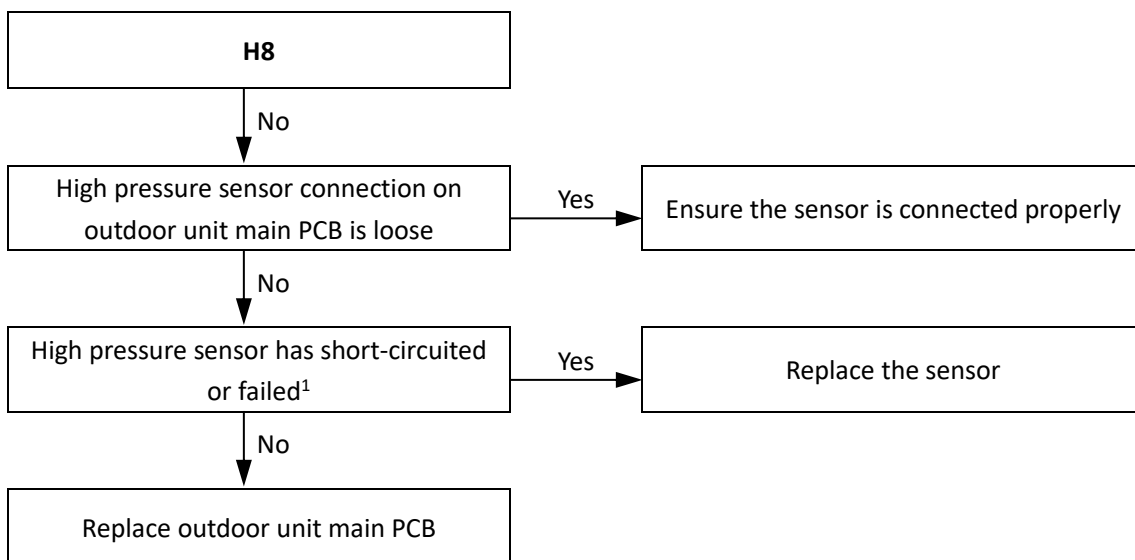 H8
No
High pressure sensor connection on
outdoor unit main PCB is loose
Yes
Ensure the sensor is connected properly
No
High pressure sensor has short-circuited
or failed¹
Yes
Replace the sensor
No
Replace outdoor unit main PCB